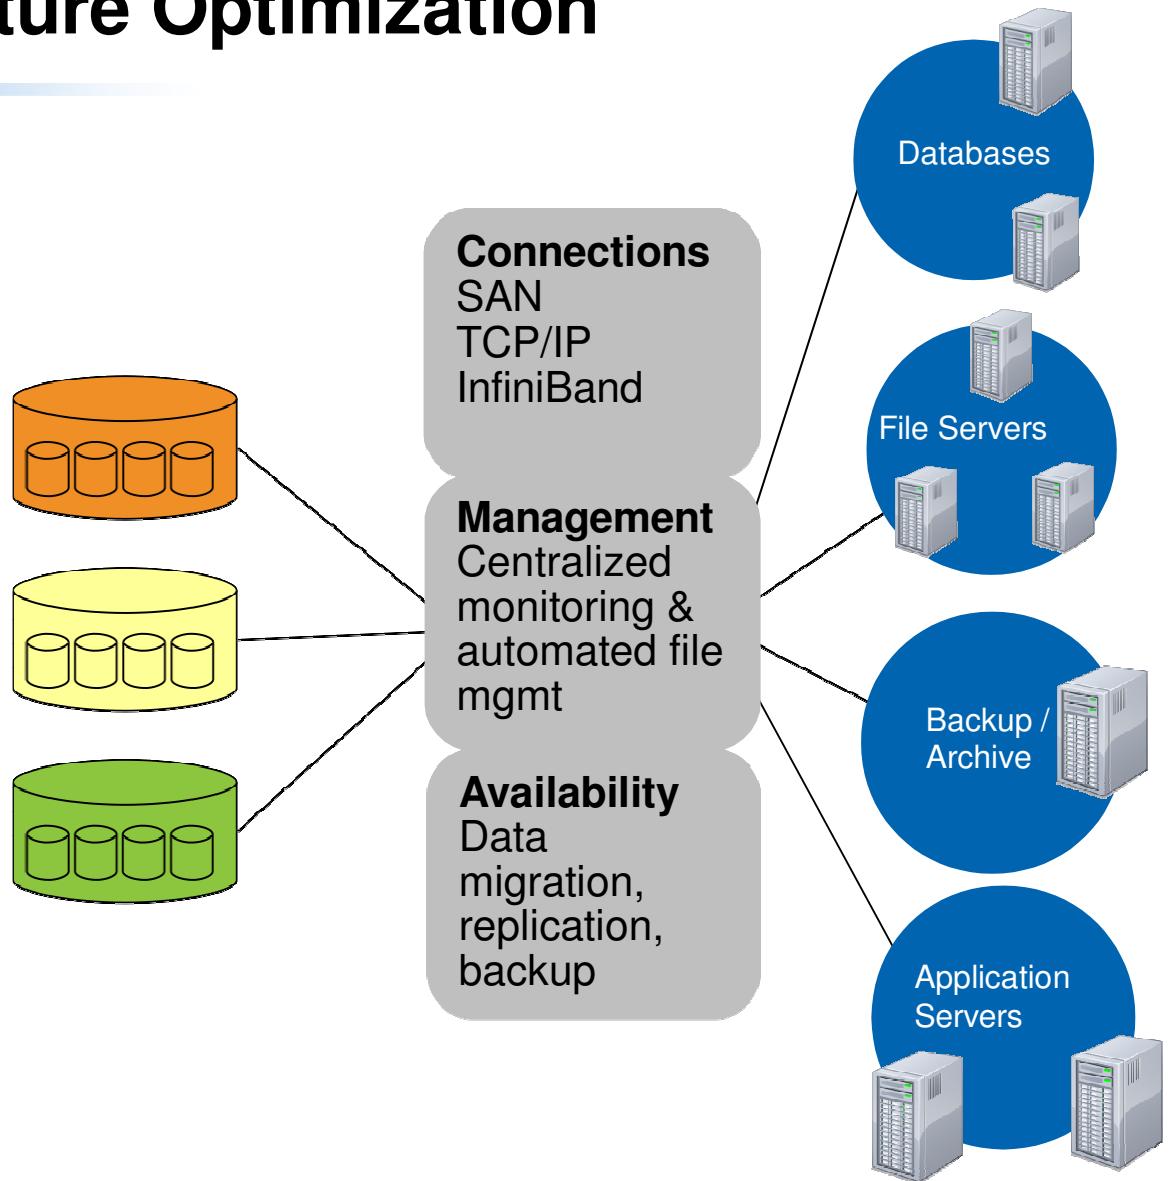 ture Optimization
Connections
SAN
TCP/IP
InfiniBand
Management
Centralized
monitoring &
automated file
mgmt
Availability
Data
migration,
replication,
backup
Databases
File Servers
Backup /
Archive
Application
Servers